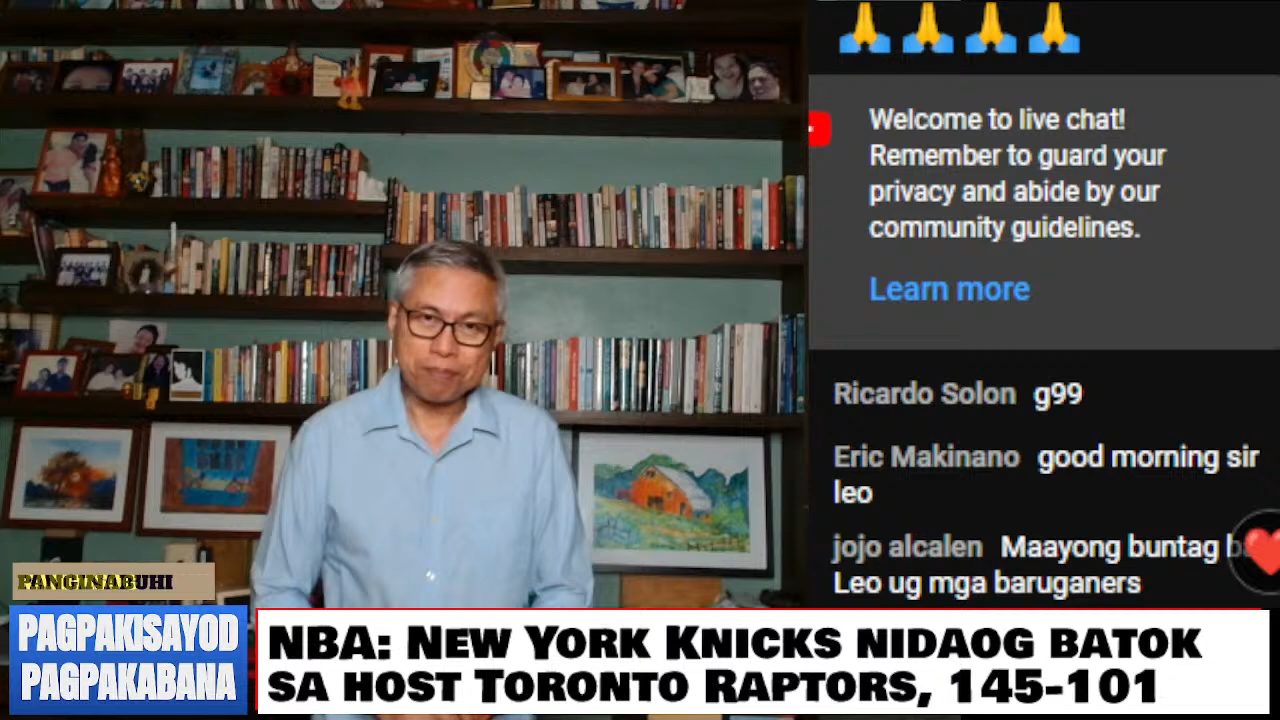 Welcome to live chat!
Remember to guard your
privacy and abide by our
community guidelines.
Learn more
Ricardo Solon g99
Eric Makinano good morning sir
leo
jojo alcalen Maayong buntag
Leo ug mga baruganers
PANGINABUHI
PAGPAKISAYOD
PAGPAKABANA
NBA: NEW YORK KNICKS NIDAOG BATOK
SA HOST TORONTO RAPTORS, 145-101